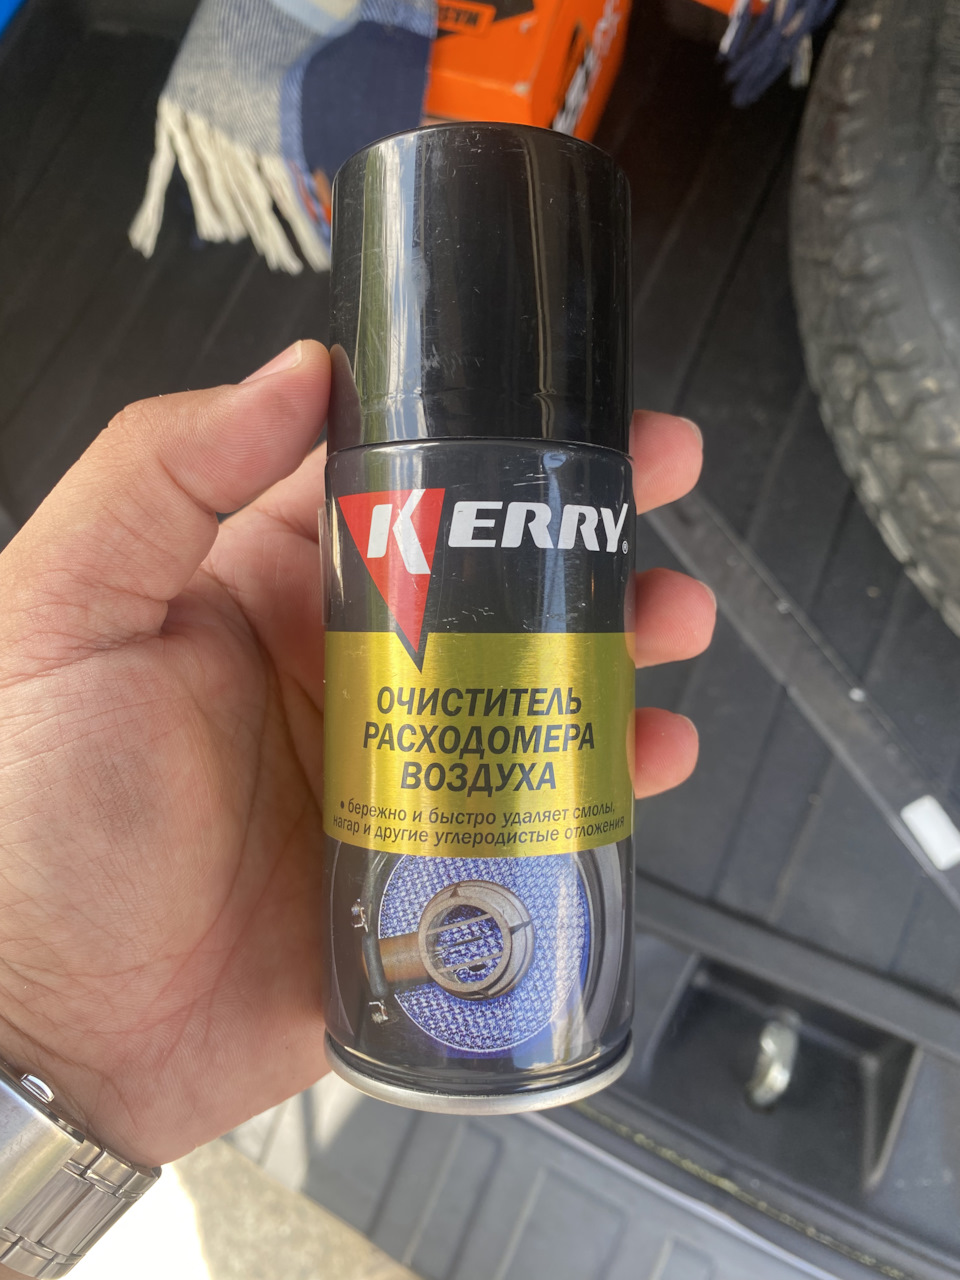 KERRY®
ОЧИСТИТЕЛЬ
РАСХОДОМЕРА
ВОЗДУХА
• бережно и быстро удаляет смолы,
нагар и другие углеродистые отложения